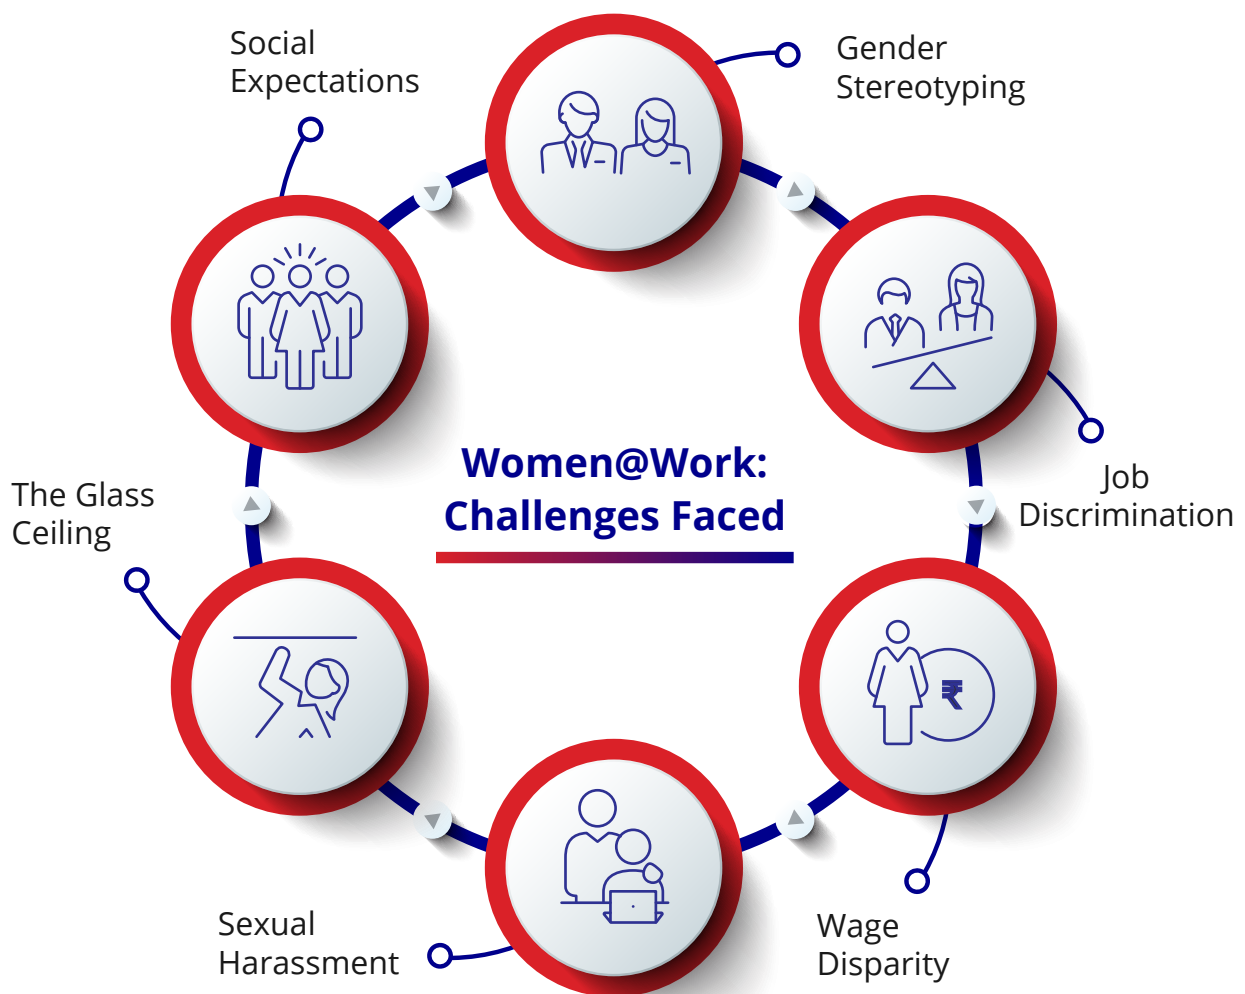 Social
Expectations
Gender
Stereotyping
Women@Work:
Challenges Faced
The Glass
Ceiling
Job
Discrimination
₹
Sexual
Harassment
Wage
Disparity